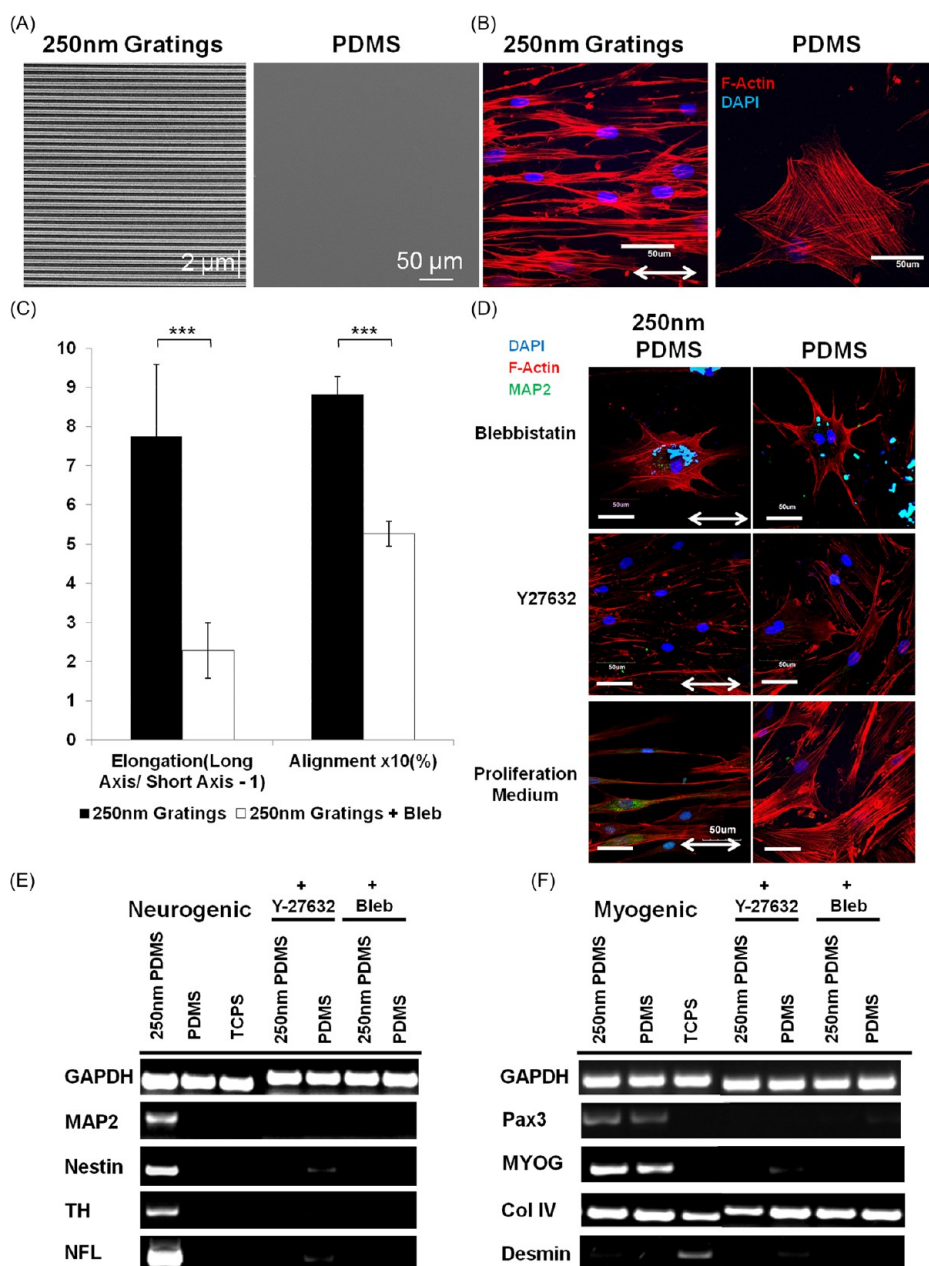 (A)
250nm Gratings
PDMS
2 µm
50 µm
(B)
250nm Gratings
PDMS
F-Actin
DAPI
50um
50um
(C)
***
***
10
9
8
7
6
5
4
3
2
1
0
Elongation(Long
Axis/ Short Axis - 1)
Alignment x10(%)
250nm Gratings
250nm Gratings + Bleb
(D)
DAPI
F-Actin
MAP2
250nm
PDMS
PDMS
Blebbistatin
50um
50um
Y27632
50um
50um
Proliferation
Medium
50um
(E)
Neurogenic
+
Y-27632
+
Bleb
250nm PDMS
PDMS
TCPS
250nm PDMS
PDMS
250nm PDMS
PDMS
GAPDH
MAP2
Nestin
TH
NFL
(F)
Myogenic
+
Y-27632
+
Bleb
250nm PDMS
PDMS
TCPS
250nm PDMS
PDMS
250nm PDMS
PDMS
GAPDH
Pax3
MYOG
Col IV
Desmin